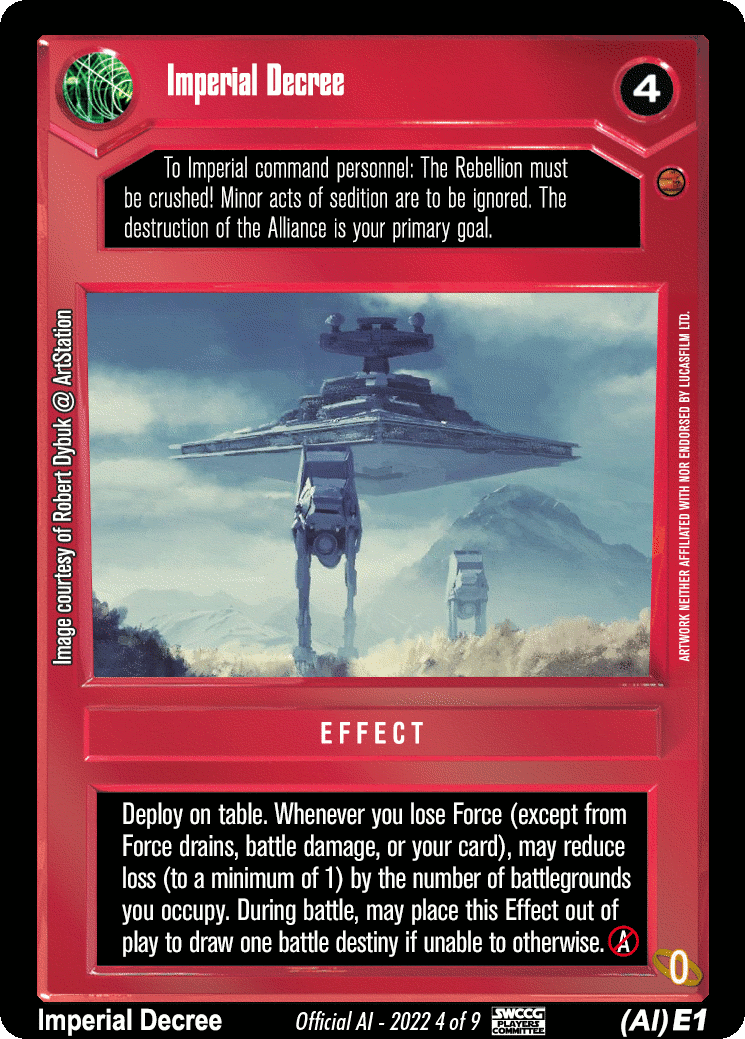 Imperial Decree
4
To Imperial command personnel: The Rebellion must
be crushed! Minor acts of sedition are to be ignored. The
destruction of the Alliance is your primary goal.
Image courtesy of Robert Dybuk @ ArtStation
ARTWORK NEITHER AFFILIATED WITH NOR ENDORSED BY LUCASFILM LTD.
EFFECT
Deploy on table. Whenever you lose Force (except from
Force drains, battle damage, or your card), may reduce
loss (to a minimum of 1) by the number of battlegrounds
you occupy. During battle, may place this Effect out of
play to draw one battle destiny if unable to otherwise. A
0
Imperial Decree
Official AI - 2022 4 of 9
SWCCG
PLAYERS
COMMITTEE
(AI) E1